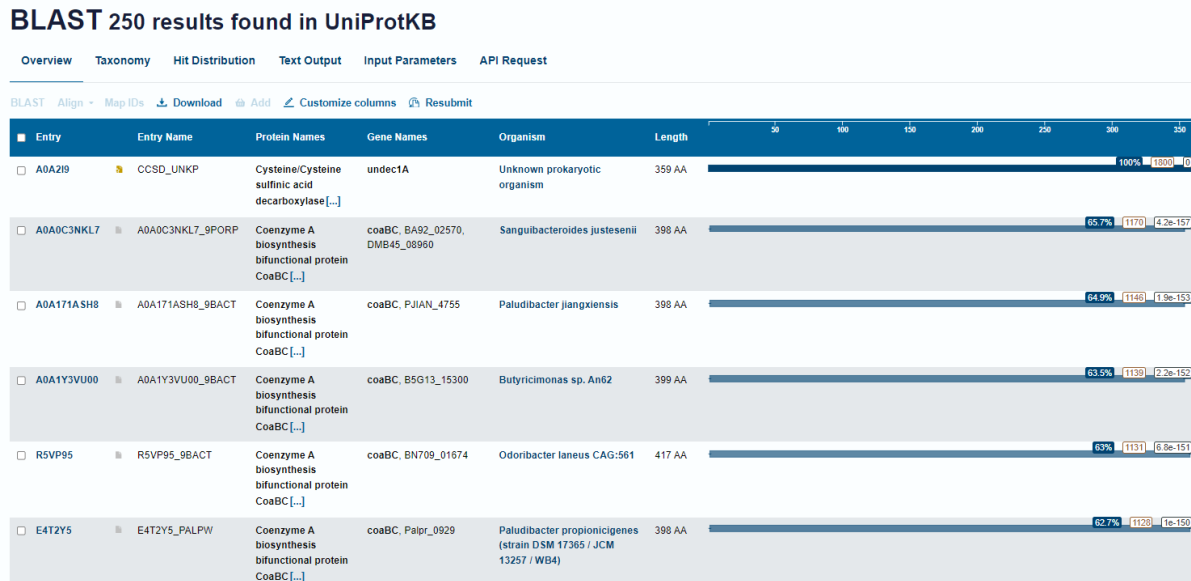 BLAST 250 results found in UniProtKB
Overview Taxonomy Hit Distribution Text Output Input Parameters API Request
BLAST Align Map IDs Download Add Customize columns Resubmit
Entry Entry Name Protein Names Gene Names Organism Length 50 100 150 200 250 300 350
A0A2I9 CCSD_UNKP Cysteine/Cysteine undec1A Unknown prokaryotic 359 AA 100% 1800 0
sulfinic acid organism
decarboxylase[...]
A0A0C3NKL7 A0A0C3NKL7_9PORP Coenzyme A coaBC, BA92_02570, Sanguibacteroides justesenii 398 AA 65.7% 1170 4.2e-157
biosynthesis DMB45_08960
bifunctional protein
CoaBC[...]
A0A171ASH8 A0A171ASH8_9BACT Coenzyme A coaBC, PJIAN_4755 Paludibacter jiangxiensis 398 AA 64.9% 1146 1.9e-153
biosynthesis
bifunctional protein
CoaBC[...]
A0A1Y3VU00 A0A1Y3VU00_9BACT Coenzyme A coaBC, B5G13_15300 Butyricimonas sp. An62 399 AA 63.5% 1139 2.2e-152
biosynthesis
bifunctional protein
CoaBC[...]
R5VP95 R5VP95_9BACT Coenzyme A coaBC, BN709_01674 Odoribacter laneus CAG:561 417 AA 63% 1131 6.8e-151
biosynthesis
bifunctional protein
CoaBC[...]
E4T2Y5 E4T2Y5_PALPW Coenzyme A coaBC, Palpr_0929 Paludibacter propionicigenes 398 AA 62.7% 1128 1e-150
biosynthesis (strain DSM 17365 / JCM
bifunctional protein 13257 / WB4)
CoaBC[...]